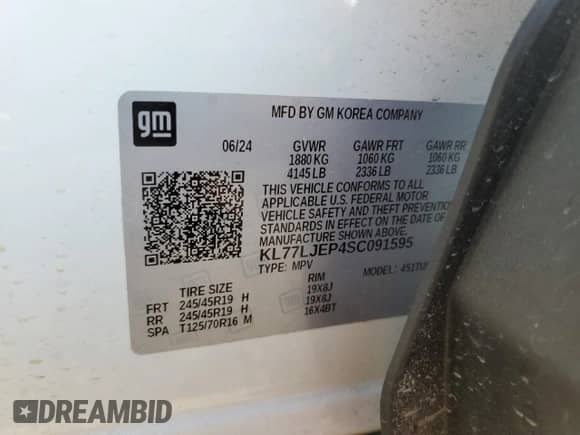 gm
MFD BY GM KOREA COMPANY
06/24 GVWR GAWR FRT GAWR RR
1880 KG 1060 KG 1060 KG
4145 LB 2336 LB 2336 LB
THIS VEHICLE CONFORMS TO ALL
APPLICABLE U.S. FEDERAL MOTOR
VEHICLE SAFETY AND THEFT PREVENTION
STANDARDS IN EFFECT ON THE DATE OF
KL77LJEP4SC091595
TYPE: MPV MODEL:
TIRE SIZE RIM
FRT 245/45R19 H 19X8J
RR 245/45R19 H 19X8J
SPA T125/70R16 M 16X4BT
DREAMBID